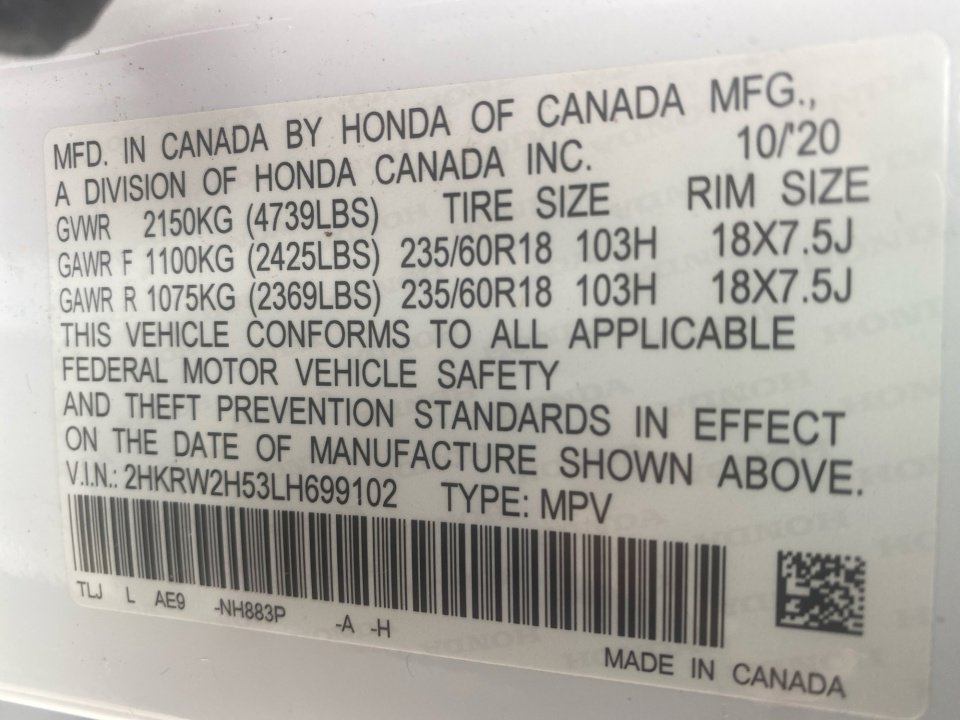 MFD. IN CANADA BY HONDA OF CANADA MFG.,
A DIVISION OF HONDA CANADA INC. 10/'20
GVWR 2150KG (4739LBS) TIRE SIZE RIM SIZE
GAWR F 1100KG (2425LBS) 235/60R18 103H 18X7.5J
GAWR R 1075KG (2369LBS) 235/60R18 103H 18X7.5J
THIS VEHICLE CONFORMS TO ALL APPLICABLE
FEDERAL MOTOR VEHICLE SAFETY
AND THEFT PREVENTION STANDARDS IN EFFECT
ON THE DATE OF MANUFACTURE SHOWN ABOVE.
V.I.N.: 2HKRW2H53LH699102 TYPE: MPV
TLJ L AE9 -NH883P -A -H
MADE IN CANADA